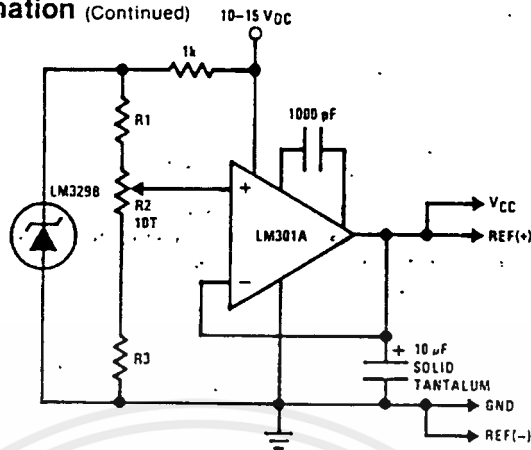 nation (Continued)
10–15 VDC
1k
R1
1000 pF
LM329B
R2
10T
+
LM301A
–
VCC
REF(+)
R3
+ 10 µF
SOLID
TANTALUM
GND
REF(–)